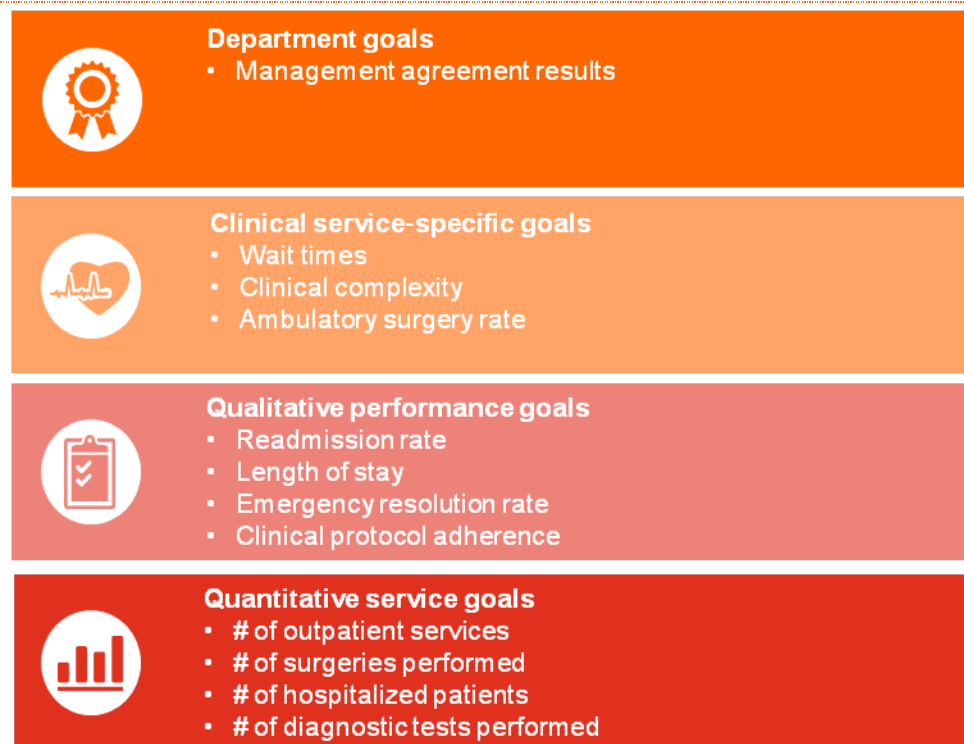 Department goals
• Management agreement results
Clinical service-specific goals
• Wait times
• Clinical complexity
• Ambulatory surgery rate
Qualitative performance goals
• Readmission rate
• Length of stay
• Emergency resolution rate
• Clinical protocol adherence
Quantitative service goals
• # of outpatient services
• # of surgeries performed
• # of hospitalized patients
• # of diagnostic tests performed